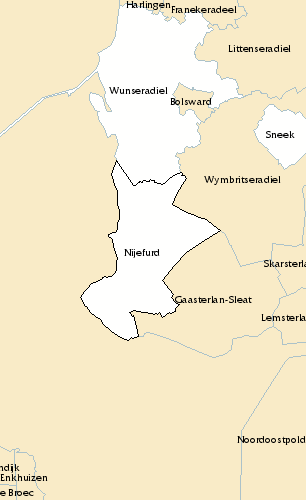 Harlingen
Franekeradeel
Littenseradiel
Wunseradiel
Bolsward
Sneek
Wymbritseradiel
Nijefurd
Skarsterla
Gaasterlan-Sleat
Lemsterla
Noordoostpold
ndijk
Enkhuizen
e Broec